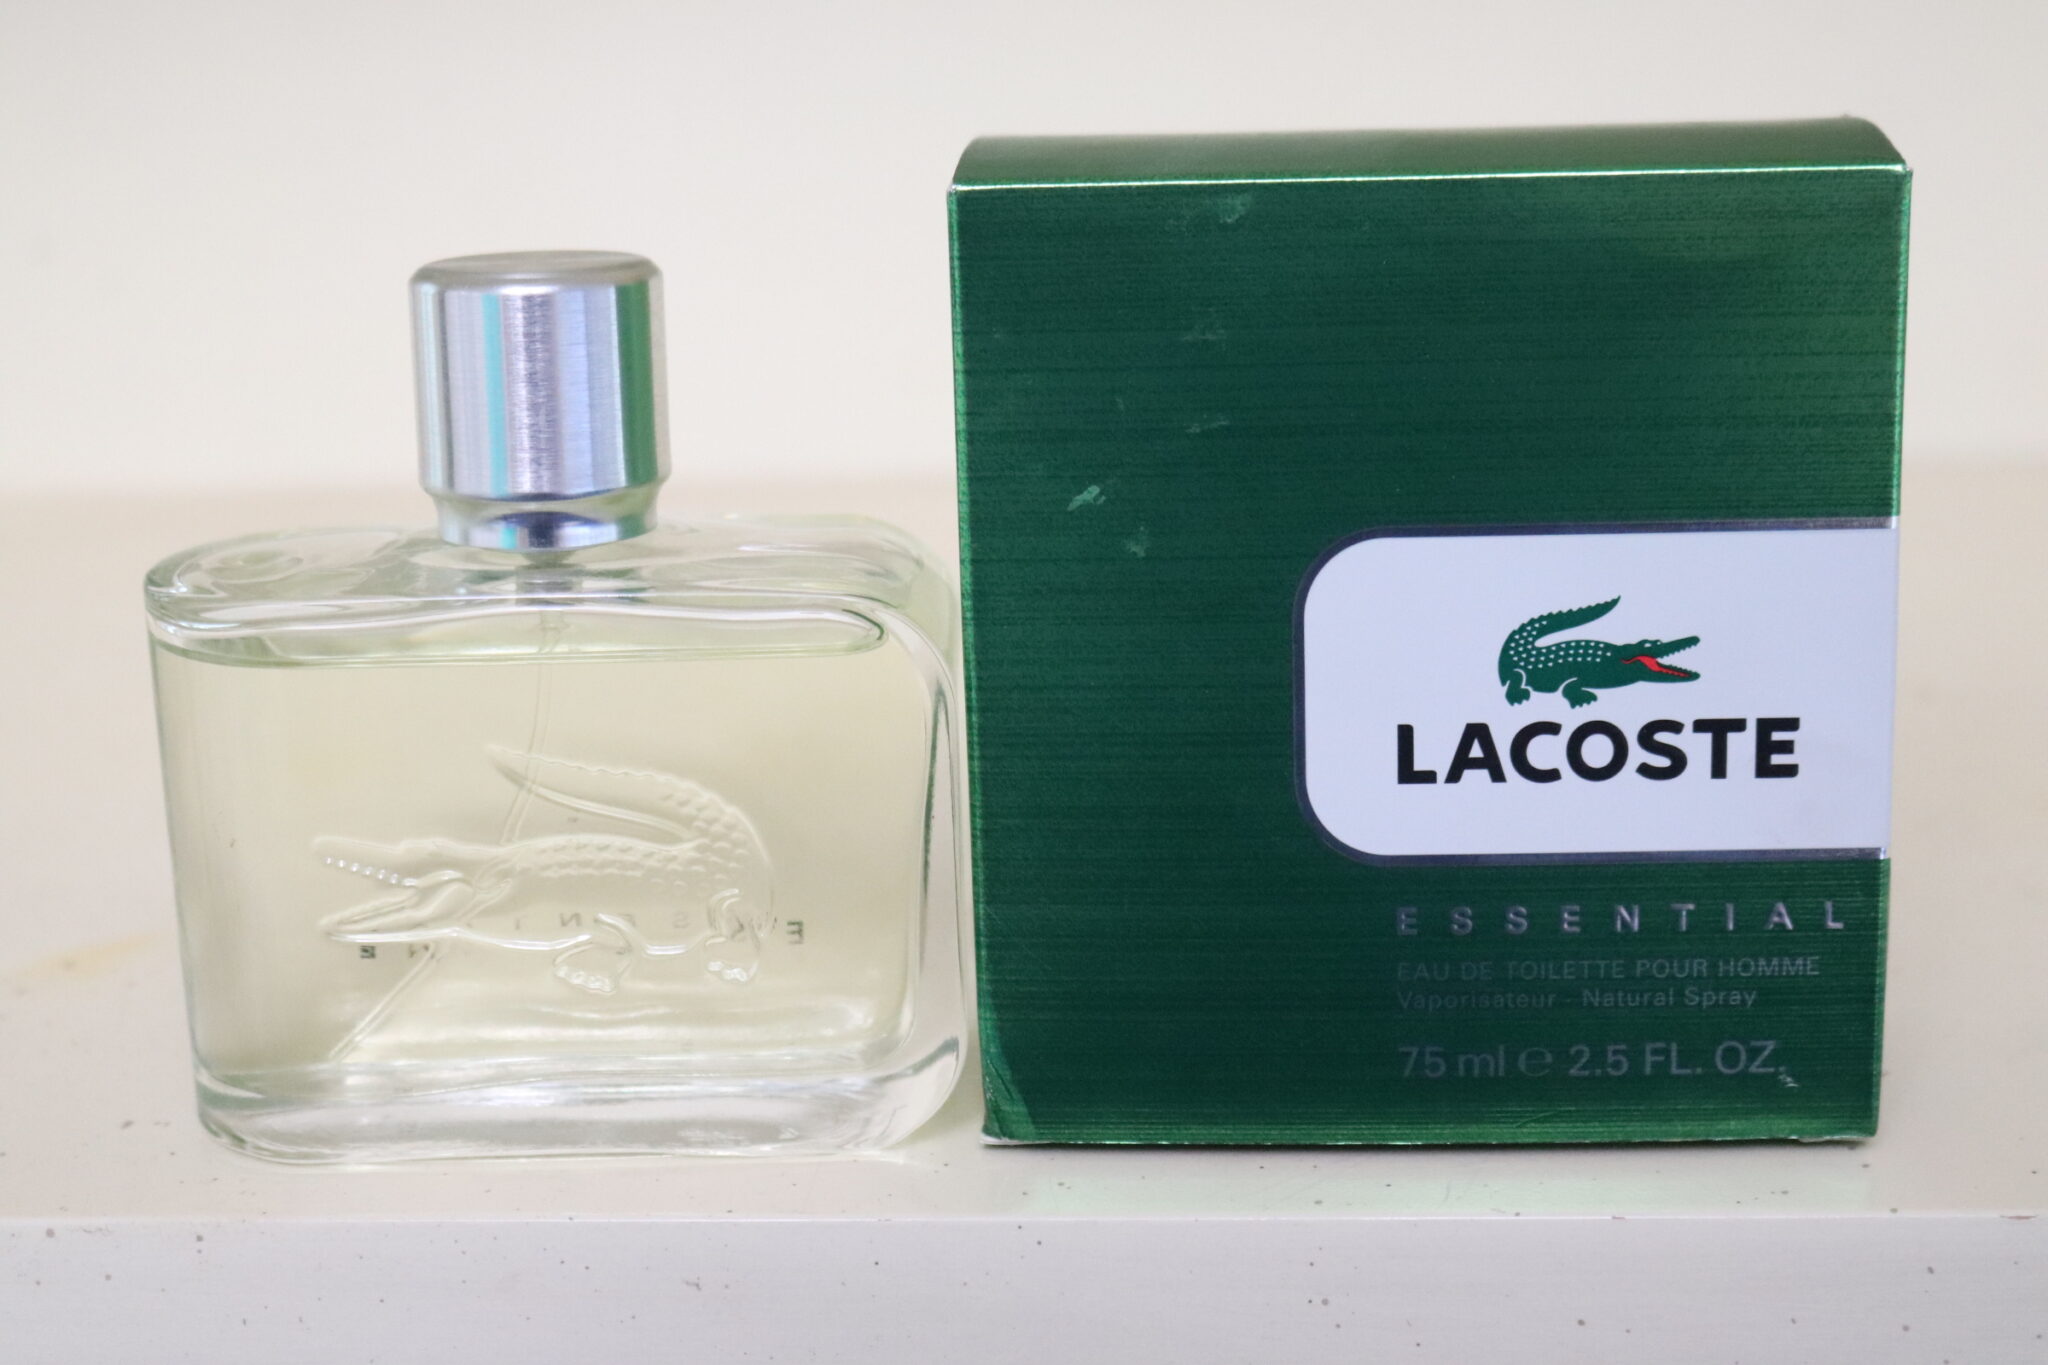 LACOSTE
ESSENTIAL
EAU DE TOILETTE POUR HOMME
Vaporisateur - Natural Spray
75 ml ℮ 2.5 FL. OZ.